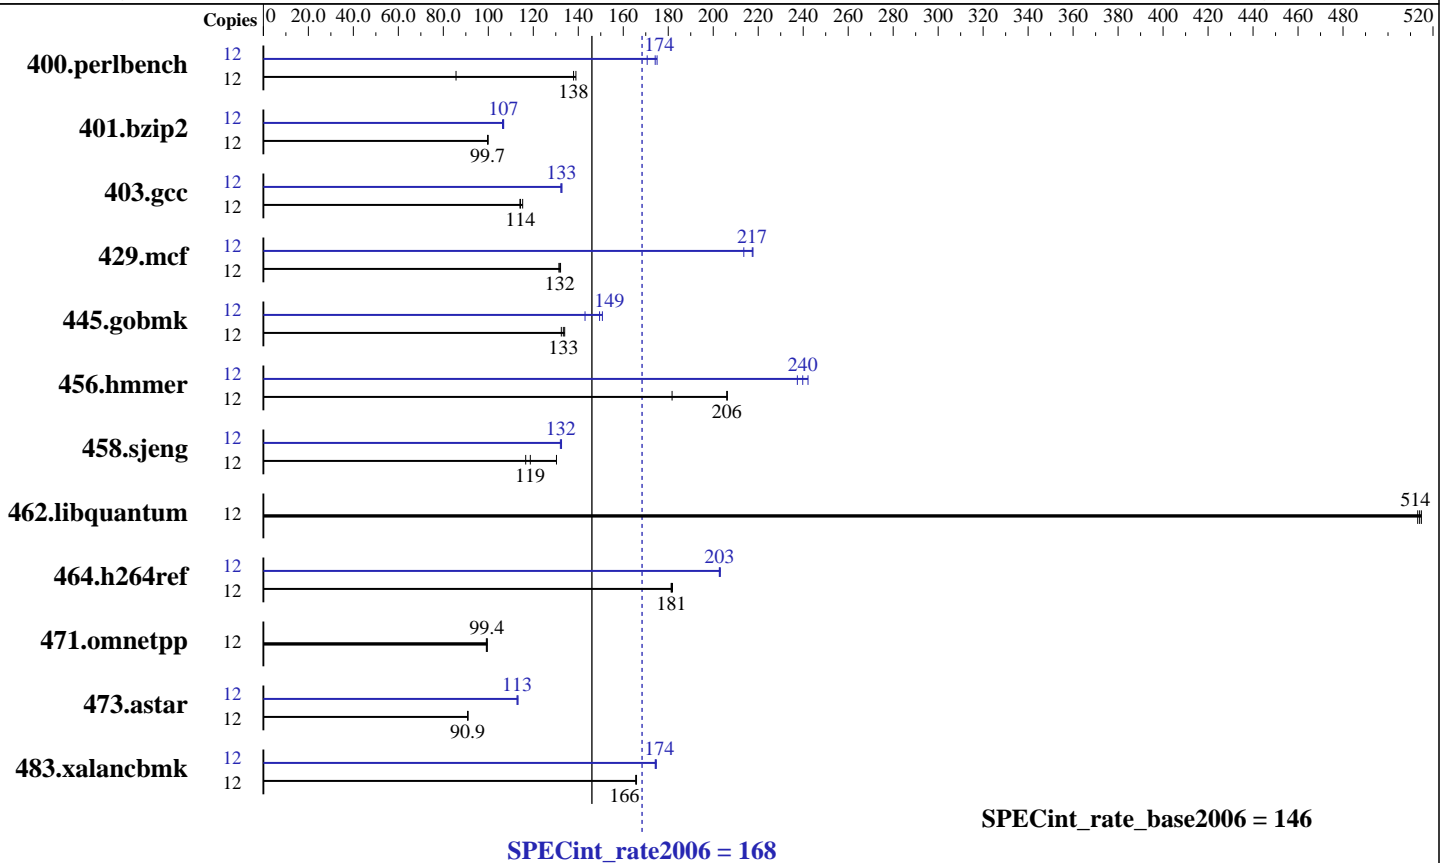 Copies 0 20.0 40.0 60.0 80.0 100 120 140 160 180 200 220 240 260 280 300 320 340 360 380 400 420 440 460 480 520
400.perlbench 12 174
12 138
401.bzip2 12 107
12 99.7
403.gcc 12 133
12 114
429.mcf 12 217
12 132
445.gobmk 12 149
12 133
456.hmmer 12 240
12 206
458.sjeng 12 132
12 119
462.libquantum 12 514
464.h264ref 12 203
12 181
471.omnetpp 12 99.4
473.astar 12 113
12 90.9
483.xalancbmk 12 174
12 166
SPECint_rate_base2006 = 146
SPECint_rate2006 = 168